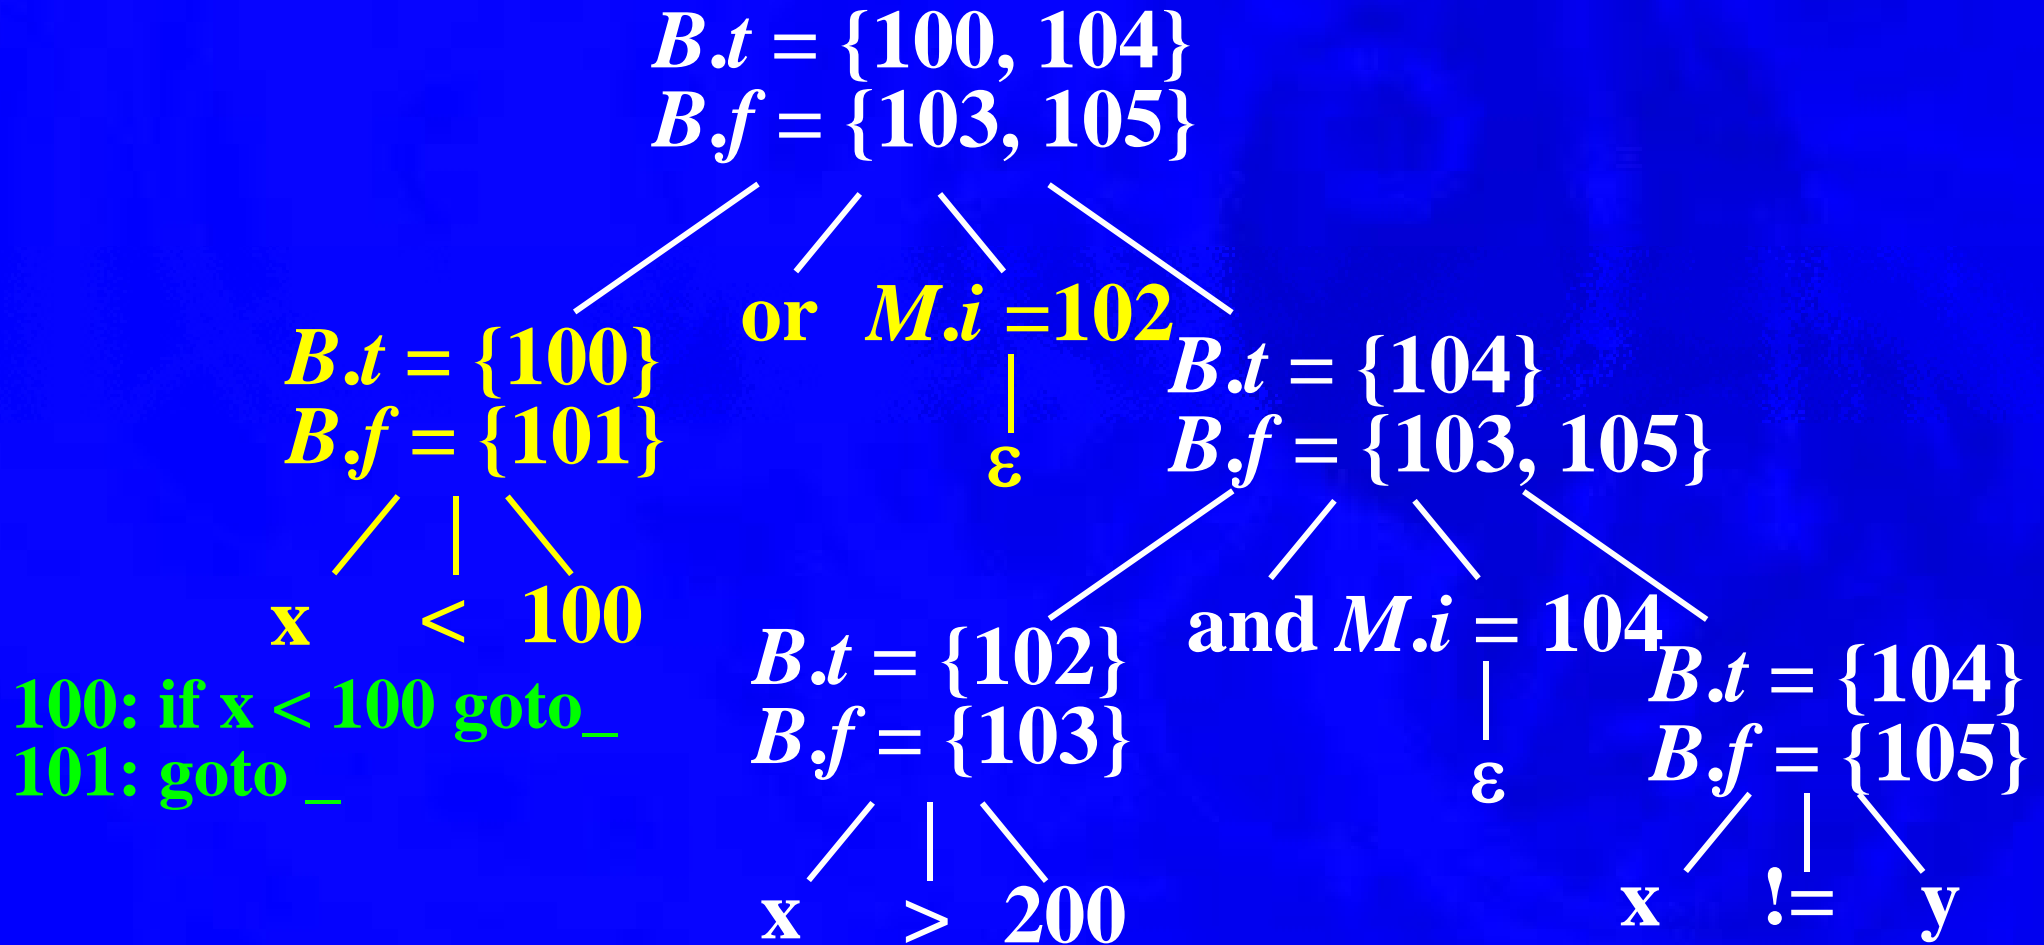 B.t = {100, 104}
B.f = {103, 105}
or M.i =102
B.t = {100}
B.f = {101}
ε
B.t = {104}
B.f = {103, 105}
x < 100
100: if x < 100 goto_
101: goto _
and M.i = 104
ε
B.t = {102}
B.f = {103}
x > 200
B.t = {104}
B.f = {105}
x != y